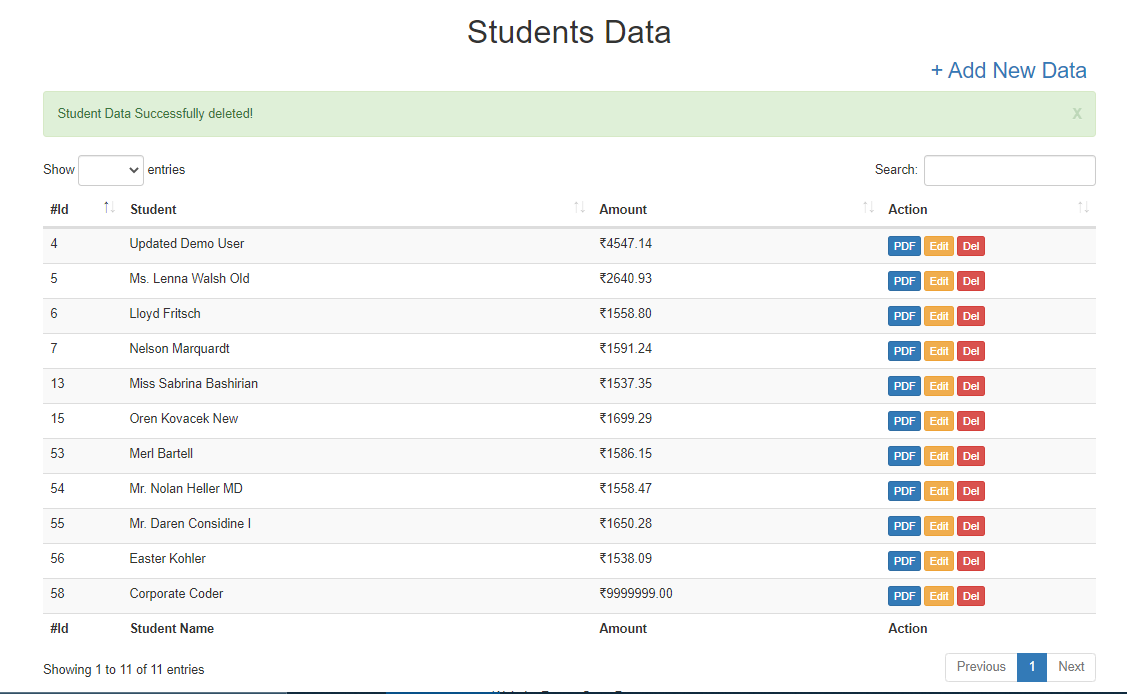 Students Data
+ Add New Data
Student Data Successfully deleted! X
Show entries Search:
#Id Student Amount Action
4 Updated Demo User ₹4547.14 PDF Edit Del
5 Ms. Lenna Walsh Old ₹2640.93 PDF Edit Del
6 Lloyd Fritsch ₹1558.80 PDF Edit Del
7 Nelson Marquardt ₹1591.24 PDF Edit Del
13 Miss Sabrina Bashirian ₹1537.35 PDF Edit Del
15 Oren Kovacek New ₹1699.29 PDF Edit Del
53 Merl Bartell ₹1586.15 PDF Edit Del
54 Mr. Nolan Heller MD ₹1558.47 PDF Edit Del
55 Mr. Daren Considine I ₹1650.28 PDF Edit Del
56 Easter Kohler ₹1538.09 PDF Edit Del
58 Corporate Coder ₹9999999.00 PDF Edit Del
#Id Student Name Amount Action
Showing 1 to 11 of 11 entries Previous 1 Next